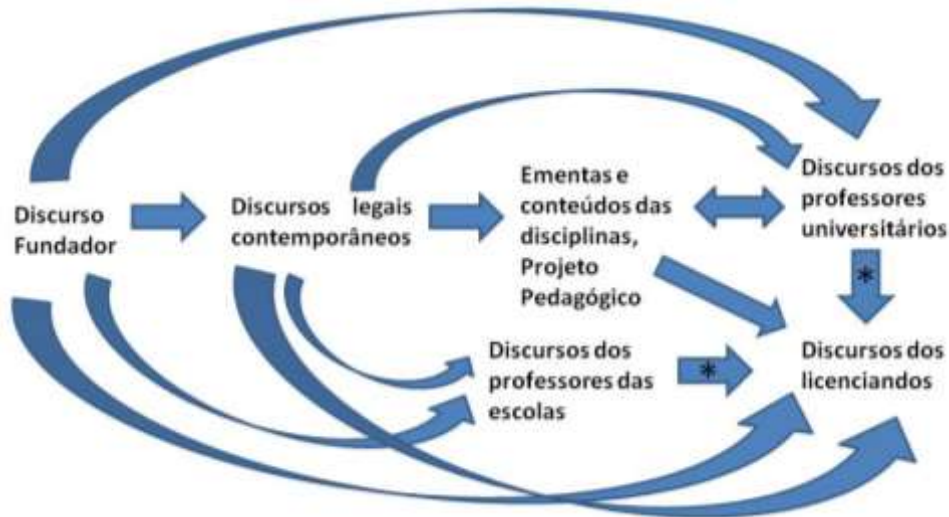 Discurso
Fundador
Discursos legais
contemporâneos
Ementas e
conteúdos das
disciplinas,
Projeto
Pedagógico
Discursos dos
professores
universitários
*
Discursos dos
professores das
escolas
*
Discursos dos
licenciandos